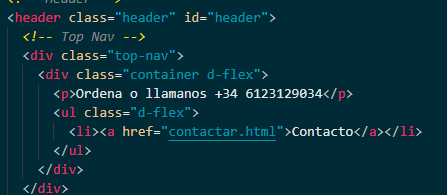 <header class="header" id="header">
<!-- Top Nav -->
<div class="top-nav">
<div class="container d-flex">
<p>Ordena o llamanos +34 6123129034</p>
<ul class="d-flex">
<li><a href="contactar.html">Contacto</a></li>
</ul>
</div>
</div>